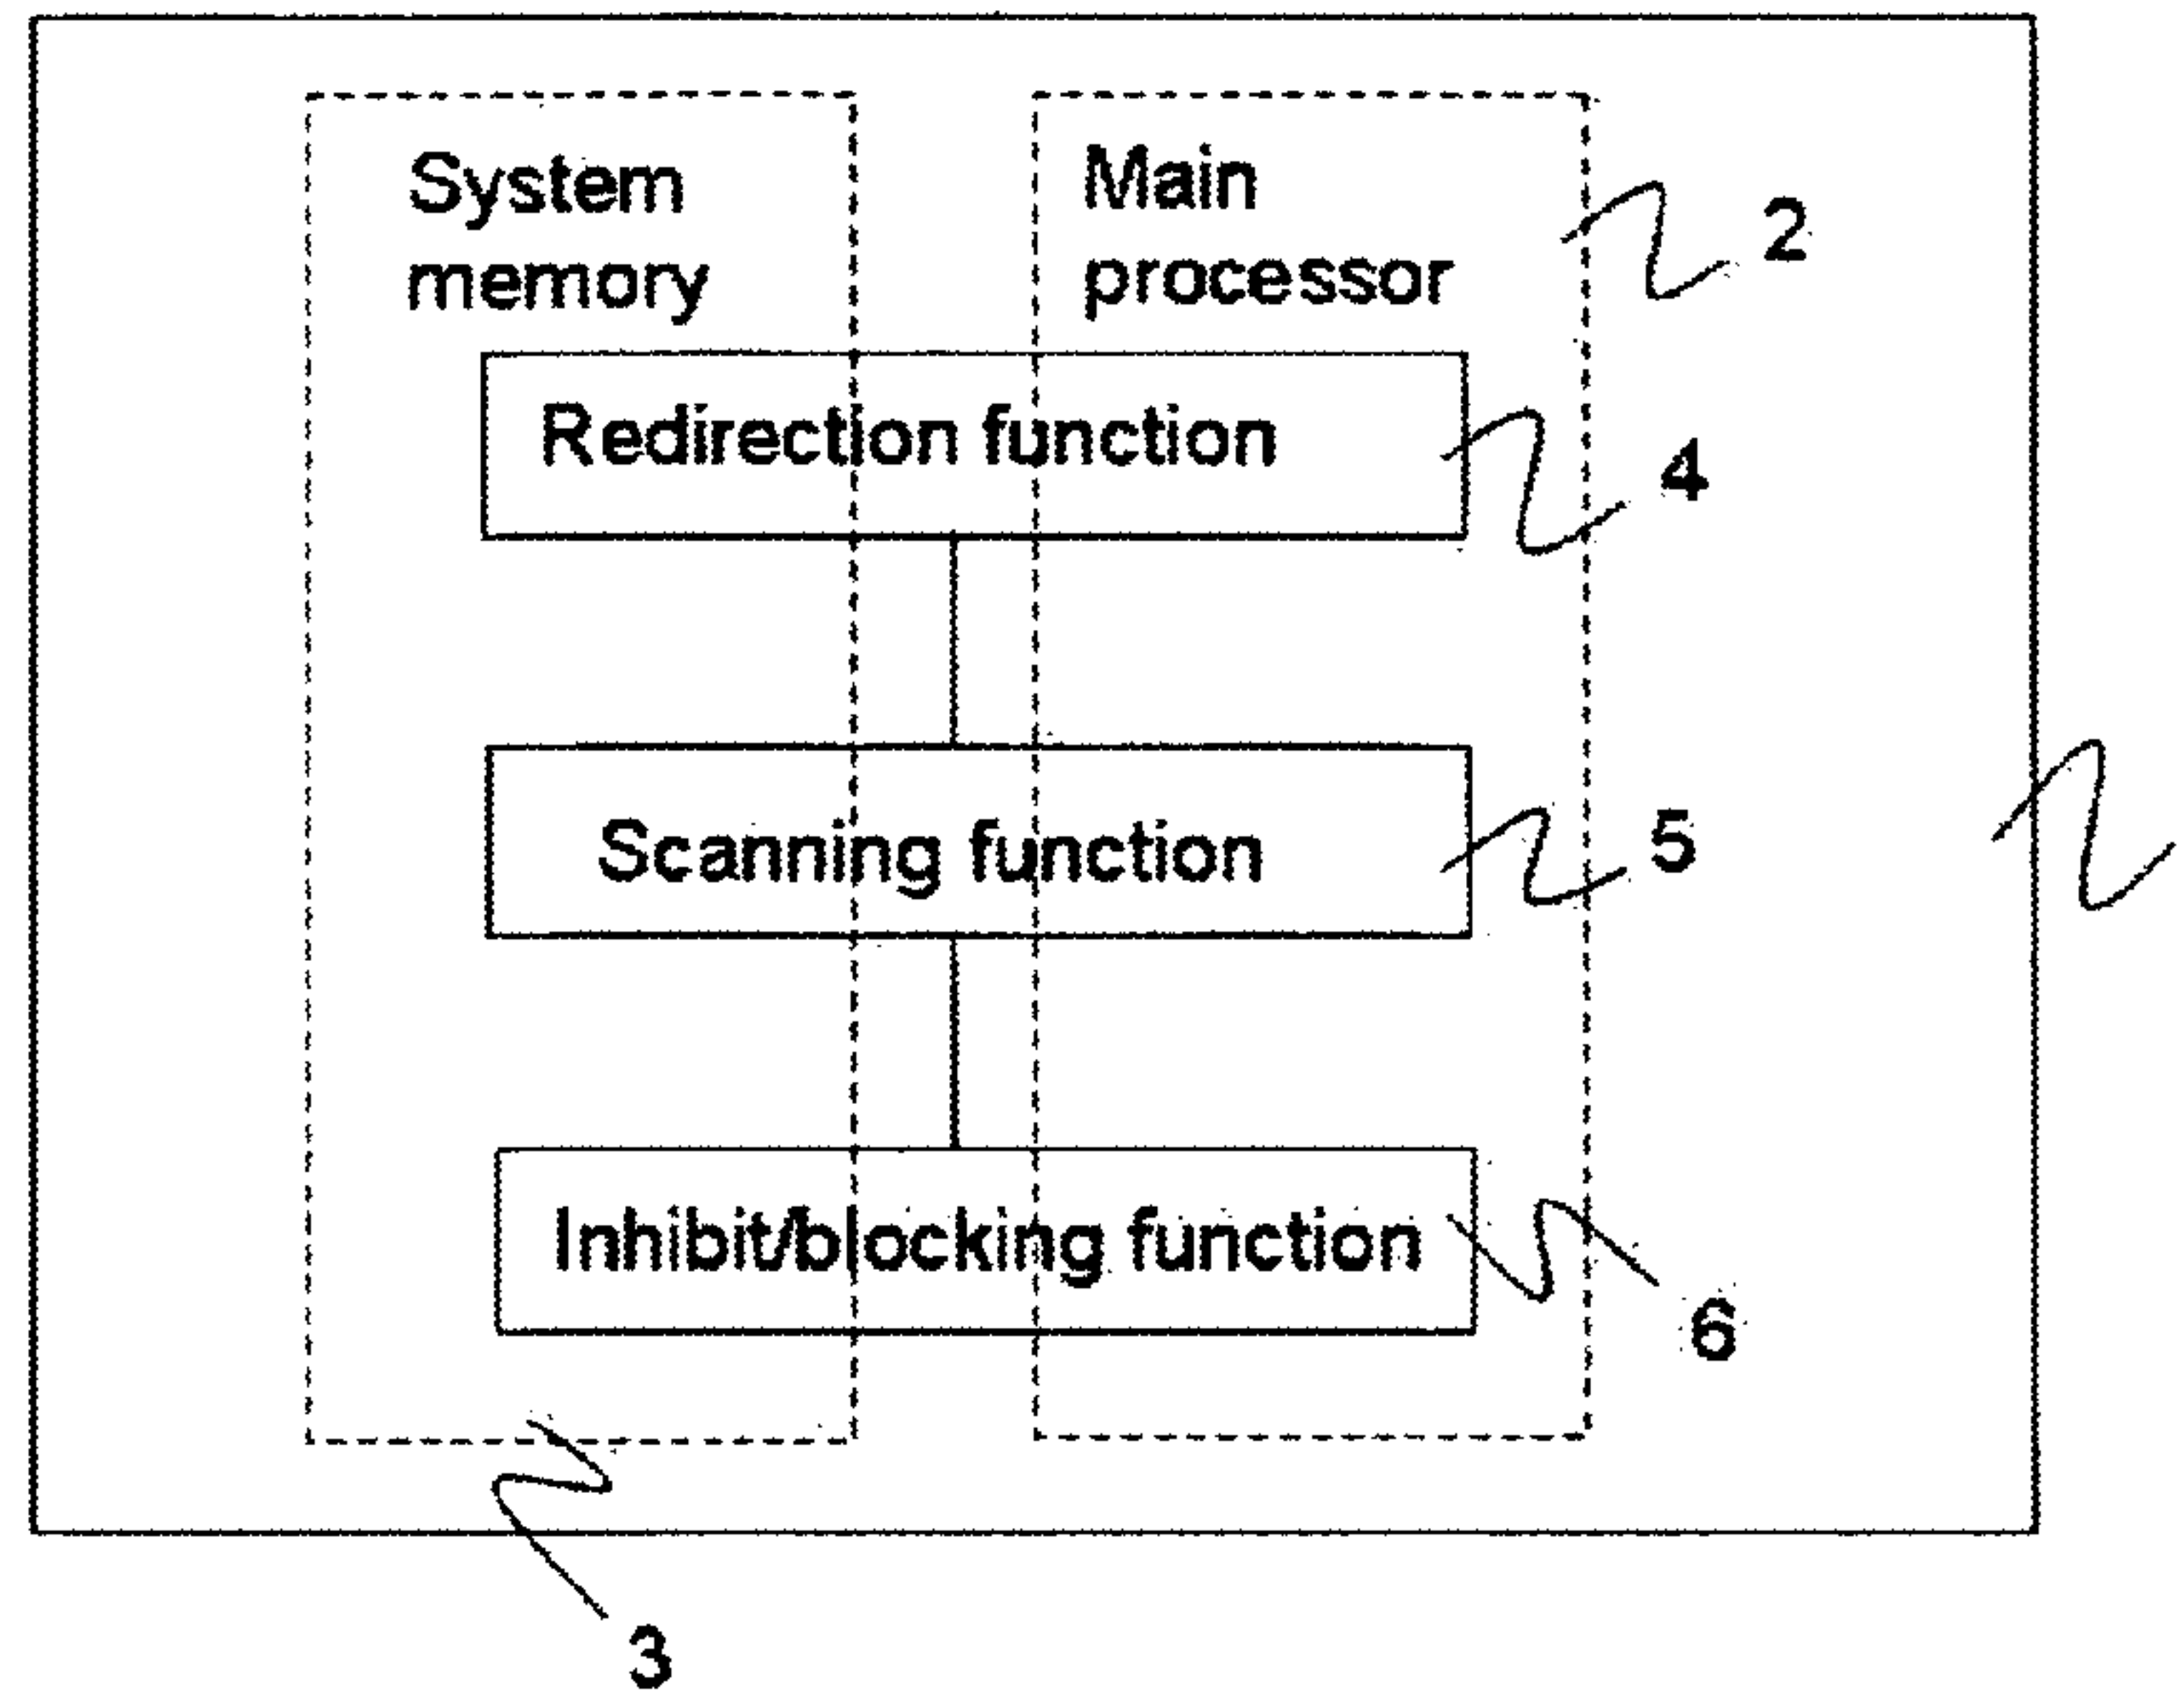 System
memory
Main
processor
2
Redirection function
4
Scanning function
5
Inhibit/blocking function
6
3